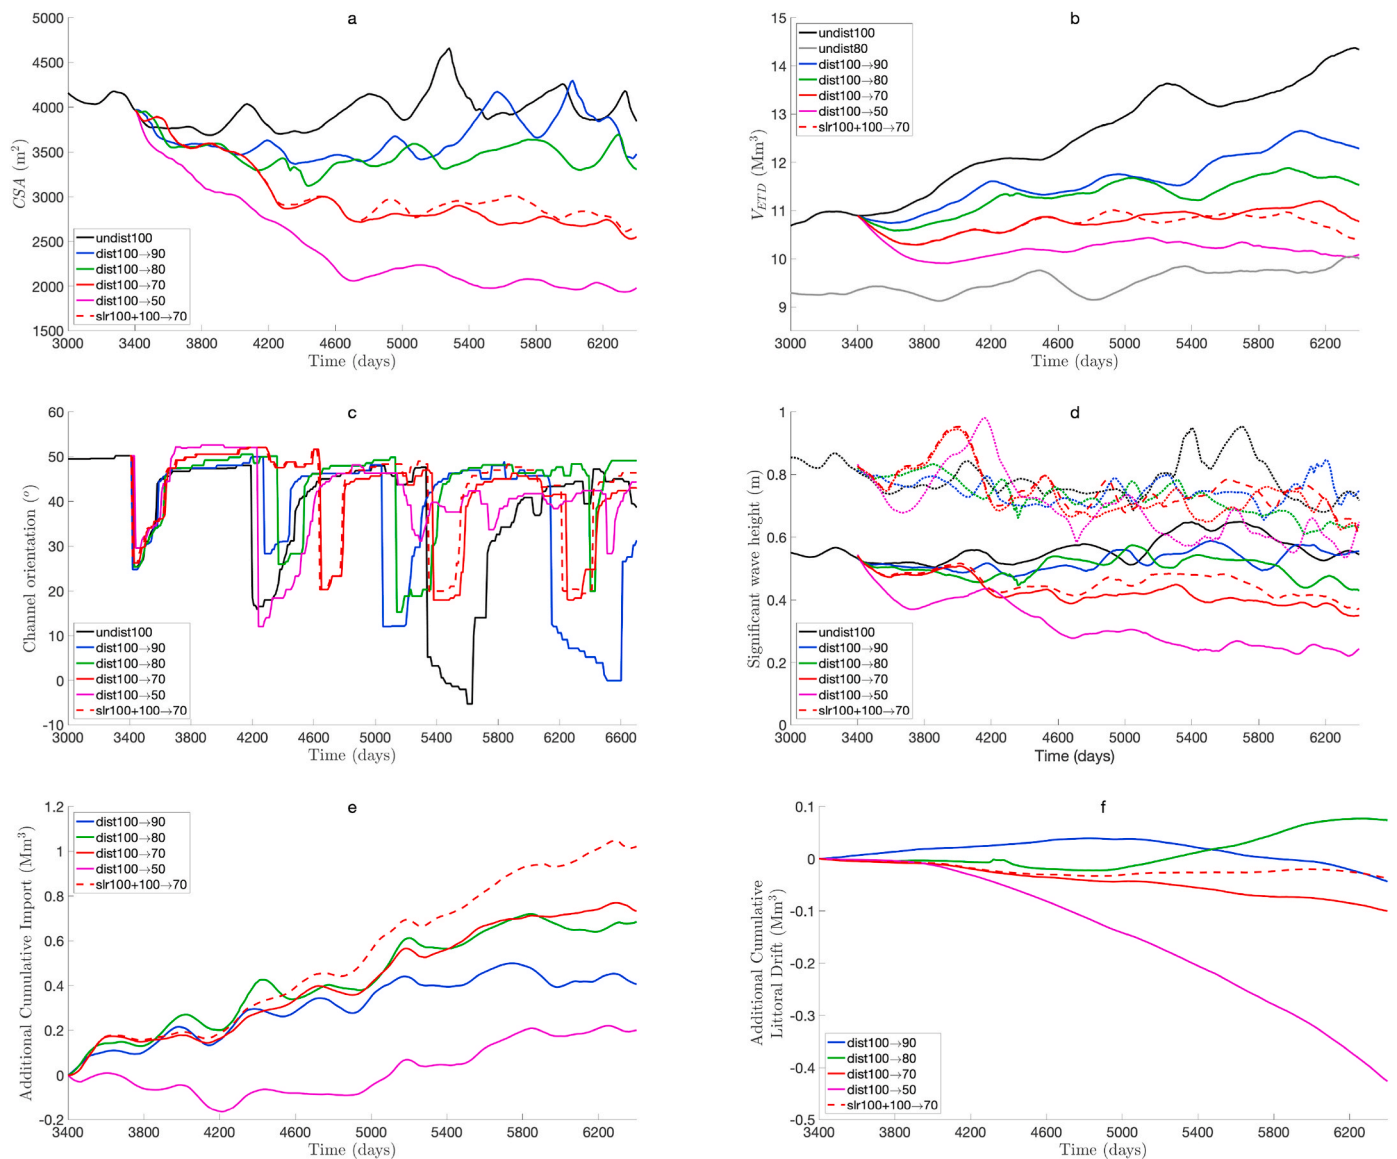 a
5000
4500
4000
3500
3000
2500
2000
1500
CSA (m²)
undist100
dist100→90
dist100→80
dist100→70
dist100→50
slr100+100→70
3000 3400 3800 4200 4600 5000 5400 5800 6200
Time (days)
b
15
14
13
12
11
10
9
V_ETD (Mm³)
undist100
undist80
dist100→90
dist100→80
dist100→70
dist100→50
slr100+100→70
3000 3400 3800 4200 4600 5000 5400 5800 6200
Time (days)
c
60
50
40
30
20
10
0
-10
Channel orientation (°)
undist100
dist100→90
dist100→80
dist100→70
dist100→50
slr100+100→70
3000 3400 3800 4200 4600 5000 5400 5800 6200 6600
Time (days)
d
1
0.8
0.6
0.4
0.2
0
Significant wave height (m)
undist100
dist100→90
dist100→80
dist100→70
dist100→50
slr100+100→70
3000 3400 3800 4200 4600 5000 5400 5800 6200
Time (days)
e
1.2
1
0.8
0.6
0.4
0.2
0
-0.2
Additional Cumulative Import (Mm³)
dist100→90
dist100→80
dist100→70
dist100→50
slr100+100→70
3400 3800 4200 4600 5000 5400 5800 6200
Time (days)
f
0.1
0
-0.1
-0.2
-0.3
-0.4
-0.5
Additional Cumulative
Littoral Drift (Mm³)
dist100→90
dist100→80
dist100→70
dist100→50
slr100+100→70
3400 3800 4200 4600 5000 5400 5800 6200
Time (days)